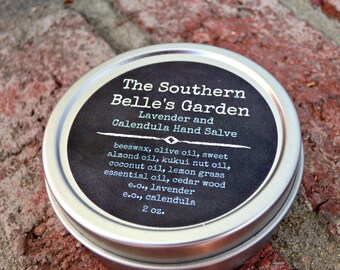 The Southern
Belle's Garden
Lavender and
Calendula Hand Salve
beeswax, olive oil, sweet
almond oil, kukui nut oil,
coconut oil, lemon grass
essential oil, cedar wood
e.o., lavender
e.o., calendula
2 oz.